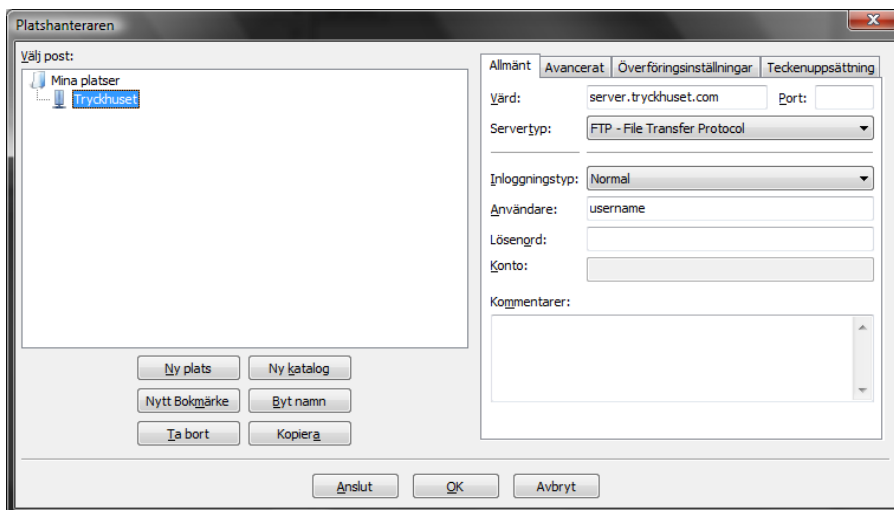 Platshanteraren
Välj post:
Mina platser
Tryckhuset
Ny plats
Ny katalog
Nytt Bokmärke
Byt namn
Ta bort
Kopiera
Allmänt
Avancerat
Överföringsinställningar
Teckenuppsättning
Värd:
server.tryckhuset.com
Port:
Servertyp:
FTP - File Transfer Protocol
Inloggningstyp:
Normal
Användare:
username
Lösenord:
Konto:
Kommentarer:
Anslut
OK
Avbryt